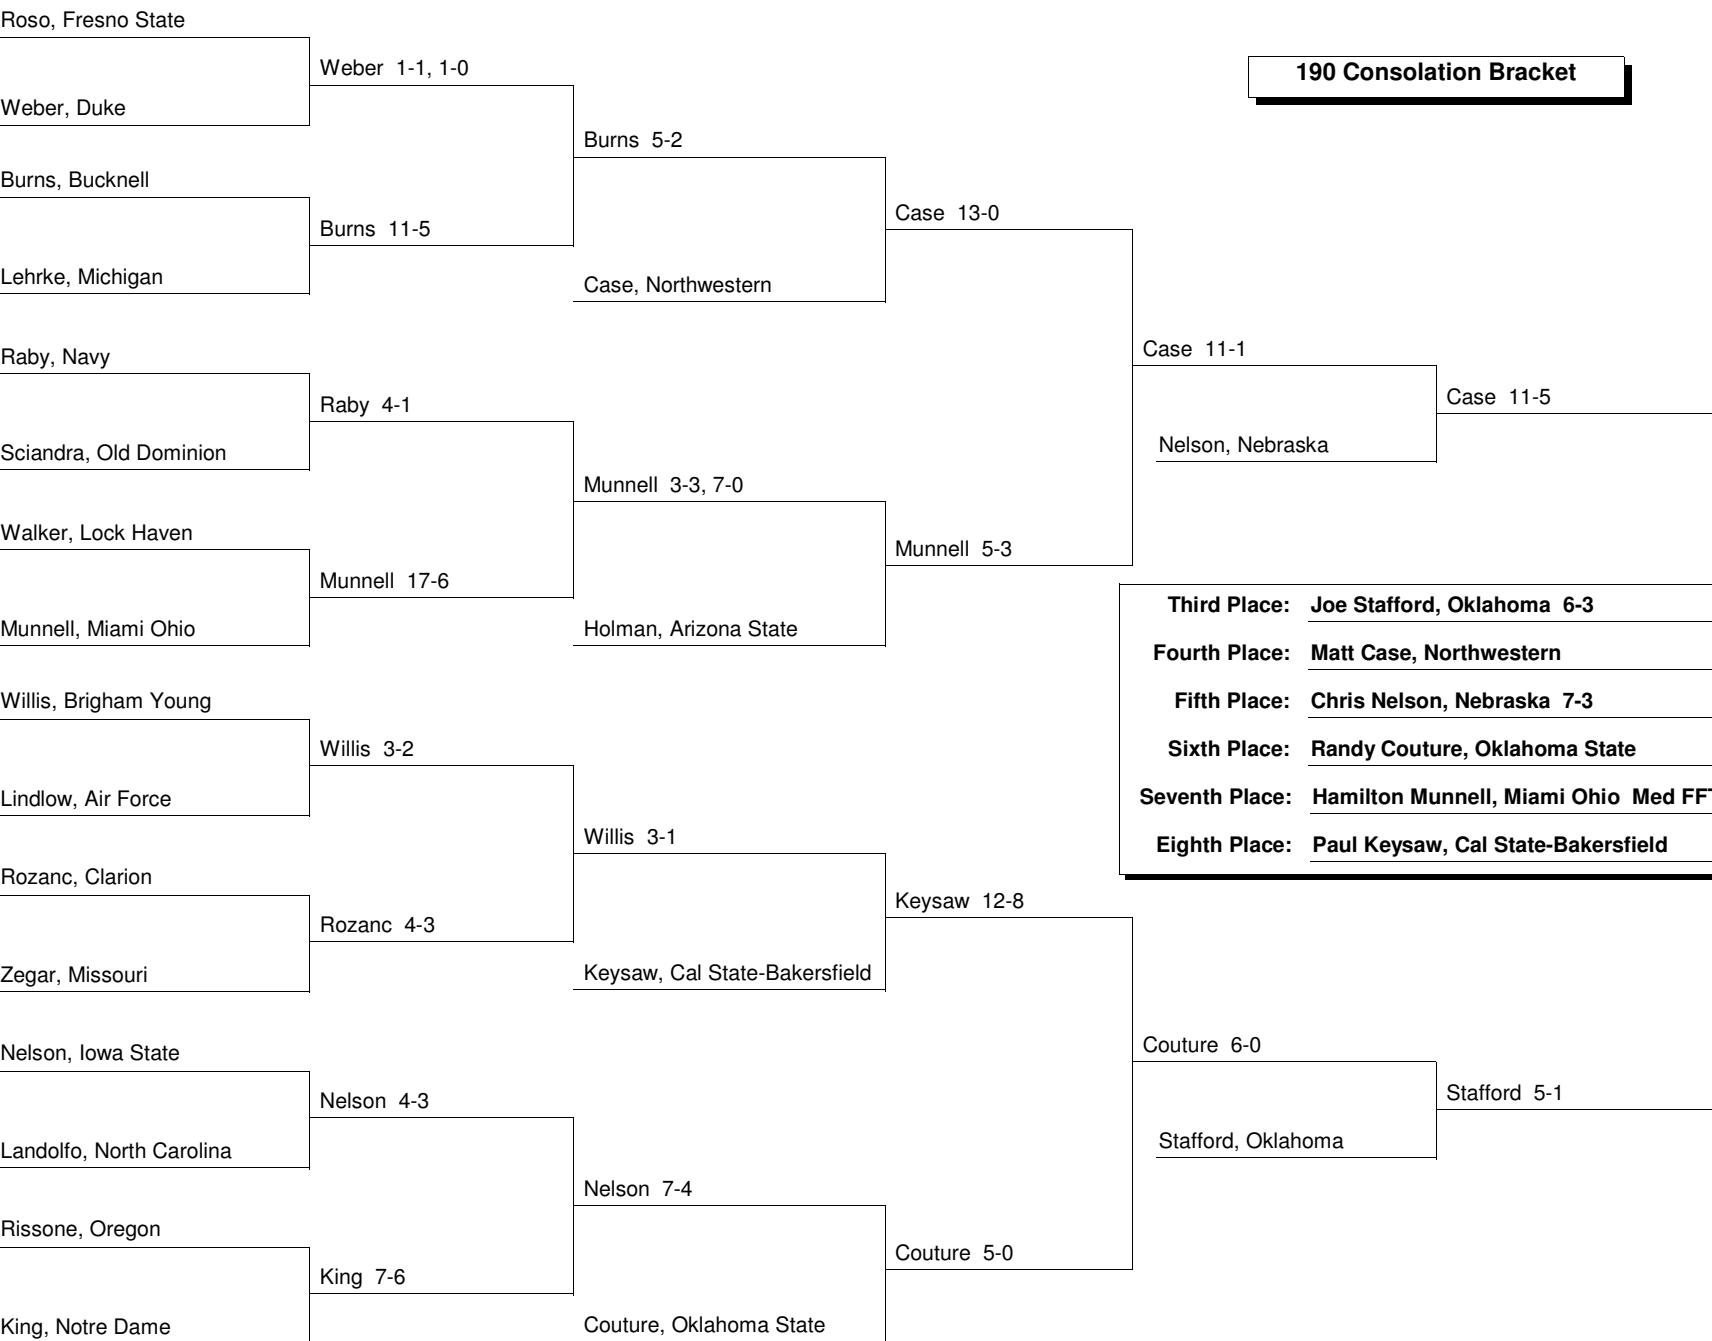 Roso, Fresno State
Weber 1-1, 1-0
190 Consolation Bracket
Weber, Duke
Burns 5-2
Burns, Bucknell
Case 13-0
Burns 11-5
Lehrke, Michigan
Case, Northwestern
Case 11-1
Raby, Navy
Case 11-5
Raby 4-1
Nelson, Nebraska
Sciandra, Old Dominion
Munnell 3-3, 7-0
Walker, Lock Haven
Munnell 5-3
Munnell 17-6
Munnell, Miami Ohio
Holman, Arizona State
Third Place: Joe Stafford, Oklahoma 6-3
Fourth Place: Matt Case, Northwestern
Fifth Place: Chris Nelson, Nebraska 7-3
Sixth Place: Randy Couture, Oklahoma State
Seventh Place: Hamilton Munnell, Miami Ohio Med FFT
Eighth Place: Paul Keysaw, Cal State-Bakersfield
Willis, Brigham Young
Willis 3-2
Lindlow, Air Force
Willis 3-1
Rozanc, Clarion
Keysaw 12-8
Rozanc 4-3
Zegar, Missouri
Keysaw, Cal State-Bakersfield
Nelson, Iowa State
Couture 6-0
Nelson 4-3
Stafford 5-1
Landolfo, North Carolina
Stafford, Oklahoma
Nelson 7-4
Rissone, Oregon
Couture 5-0
King 7-6
King, Notre Dame
Couture, Oklahoma State